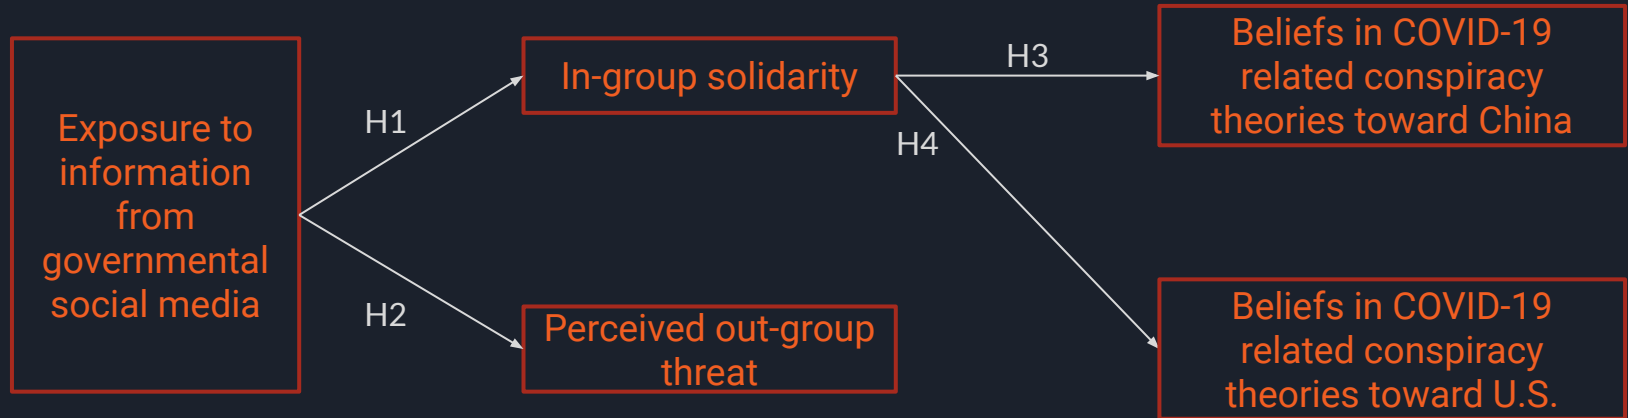 Exposure to
information
from
governmental
social media
H1
H2
In-group solidarity
Perceived out-group
threat
H3
H4
Beliefs in COVID-19
related conspiracy
theories toward China
Beliefs in COVID-19
related conspiracy
theories toward U.S.